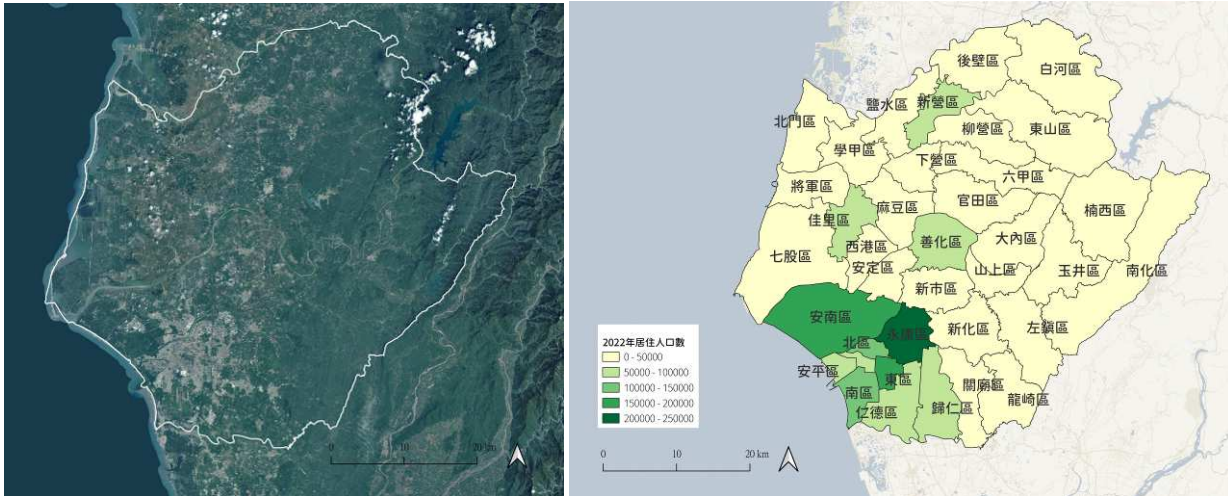 0 10 20 km
後壁區
白河區
鹽水區
新營區
北門區
柳營區
東山區
學甲區
下營區
六甲區
將軍區
官田區
楠西區
麻豆區
佳里區
大內區
西港區
善化區
七股區
安定區
山上區
玉井區
南化區
新市區
安南區
永康區
新化區
左鎮區
北區
安平區
東區
關廟區
南區
龍崎區
仁德區
歸仁區
2022年居住人口數
0 - 50000
50000 - 100000
100000 - 150000
150000 - 200000
200000 - 250000
0 10 20 km